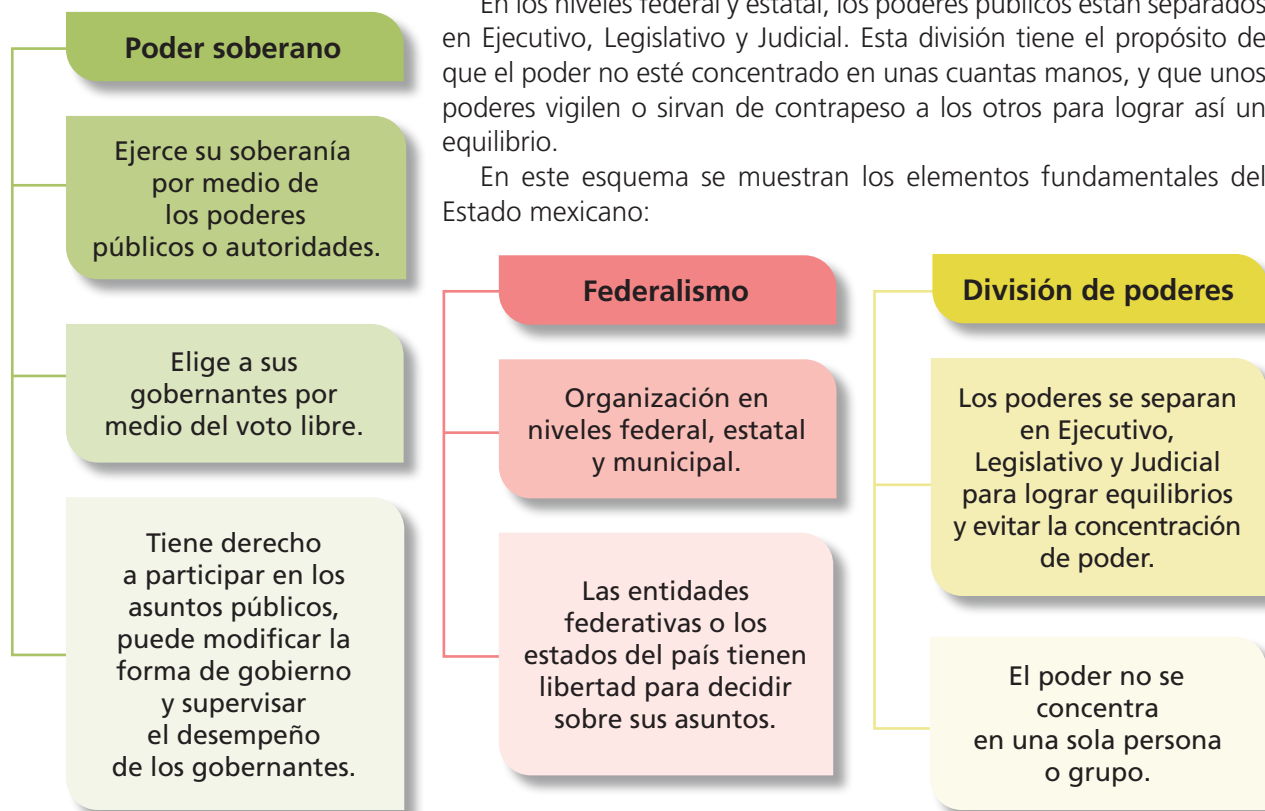 En los niveles federal y estatal, los poderes públicos están separados
en Ejecutivo, Legislativo y Judicial. Esta división tiene el propósito de
que el poder no esté concentrado en unas cuantas manos, y que unos
poderes vigilen o sirvan de contrapeso a los otros para lograr así un
equilibrio.
En este esquema se muestran los elementos fundamentales del
Estado mexicano:
Poder soberano
Ejerce su soberanía
por medio de
los poderes
públicos o autoridades.
Elige a sus
gobernantes por
medio del voto libre.
Tiene derecho
a participar en los
asuntos públicos,
puede modificar la
forma de gobierno
y supervisar
el desempeño
de los gobernantes.
Federalismo
Organización en
niveles federal, estatal
y municipal.
Las entidades
federativas o los
estados del país tienen
libertad para decidir
sobre sus asuntos.
División de poderes
Los poderes se separan
en Ejecutivo,
Legislativo y Judicial
para lograr equilibrios
y evitar la concentración
de poder.
El poder no se
concentra
en una sola persona
o grupo.